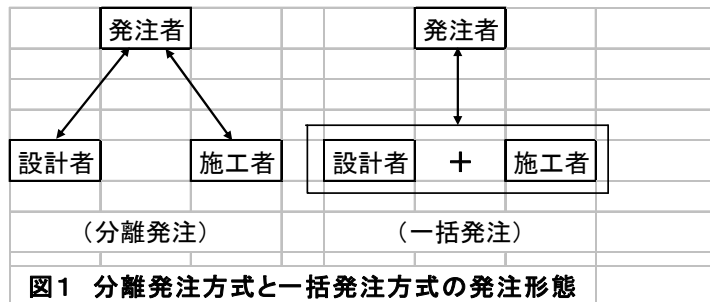 発注者 発注者
設計者 施工者 設計者 + 施工者
(分離発注) (一括発注)
図1 分離発注方式と一括発注方式の発注形態